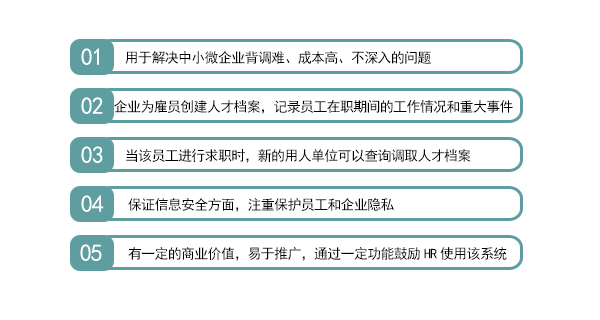 01 用于解决中小微企业背调难、成本高、不深入的问题
02 企业为雇员创建人才档案，记录员工在职期间的工作情况和重大事件
03 当该员工进行求职时，新的用人单位可以查询调取人才档案
04 保证信息安全方面，注重保护员工和企业隐私
05 有一定的商业价值，易于推广，通过一定功能鼓励 HR 使用该系统